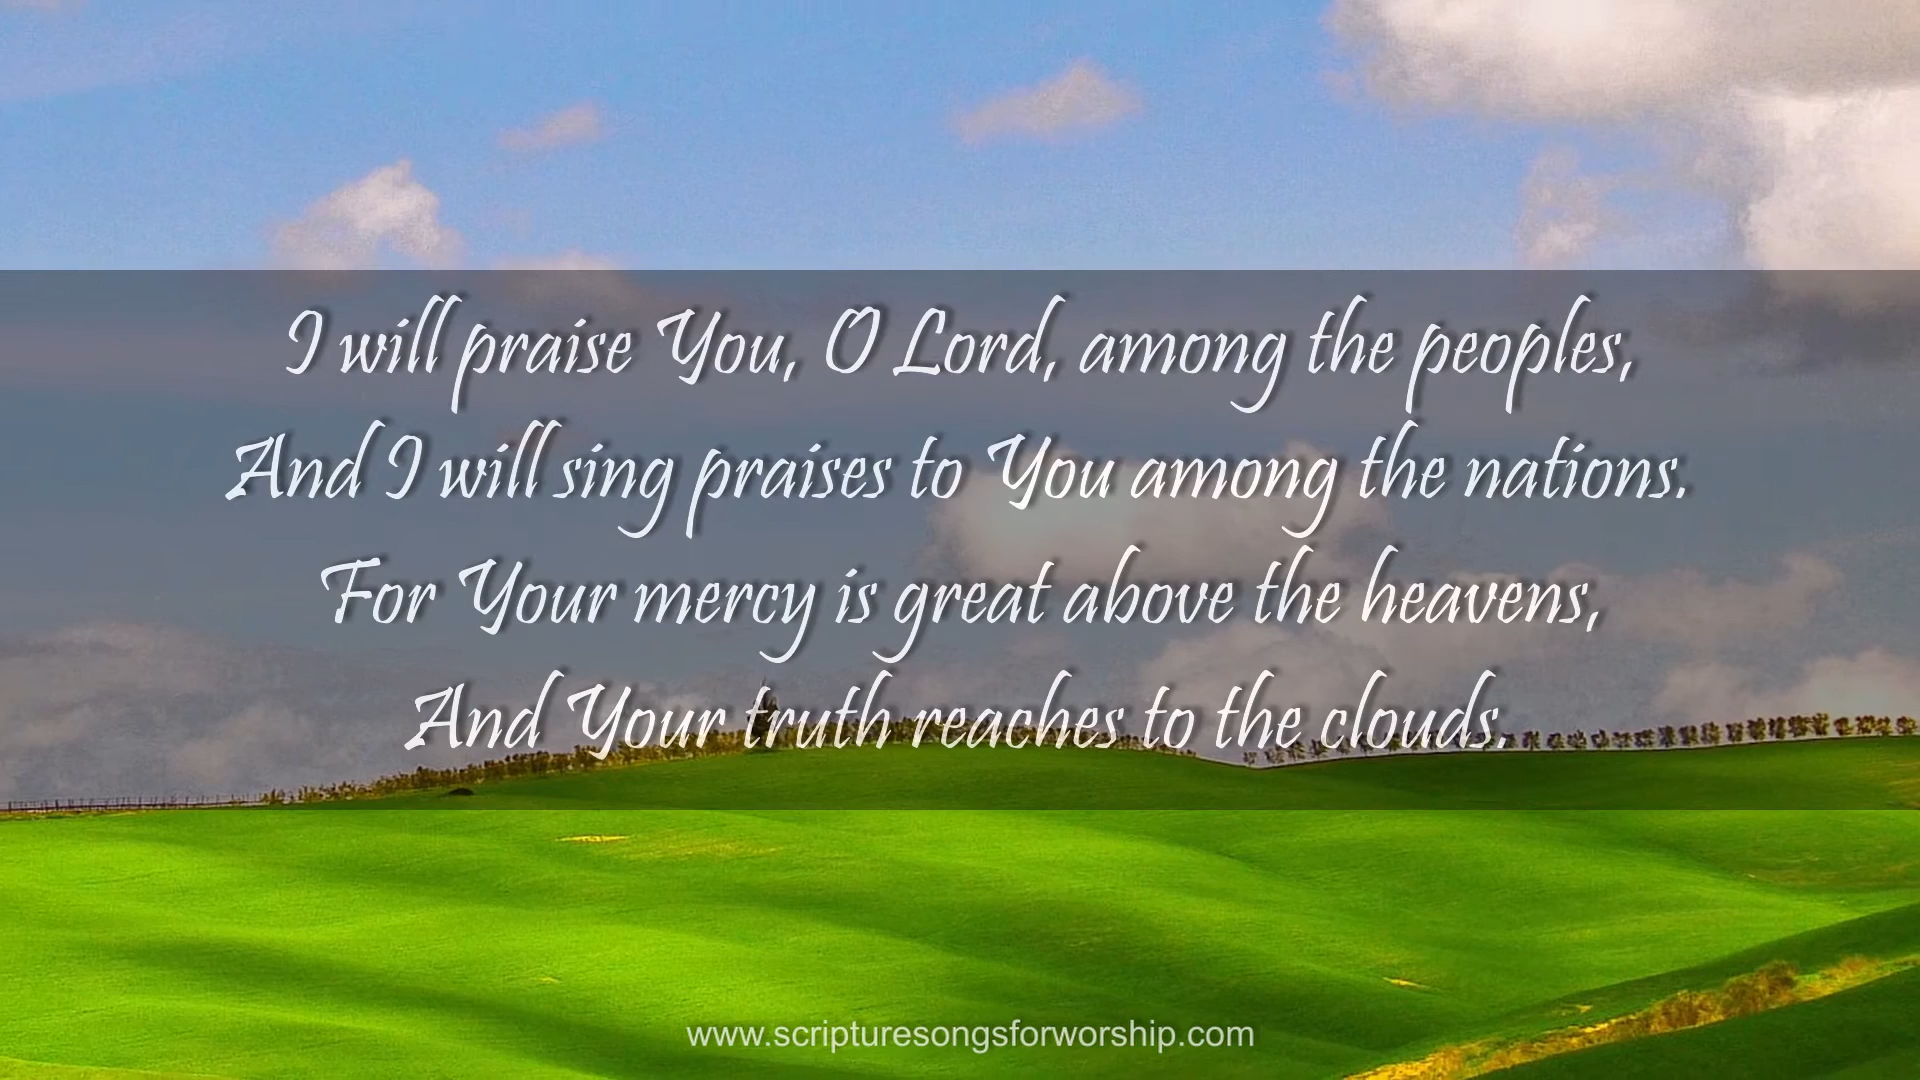 I will praise You, O Lord, among the peoples,
And I will sing praises to You among the nations.
For Your mercy is great above the heavens,
And Your truth reaches to the clouds.
www.scripturesongsforworship.com